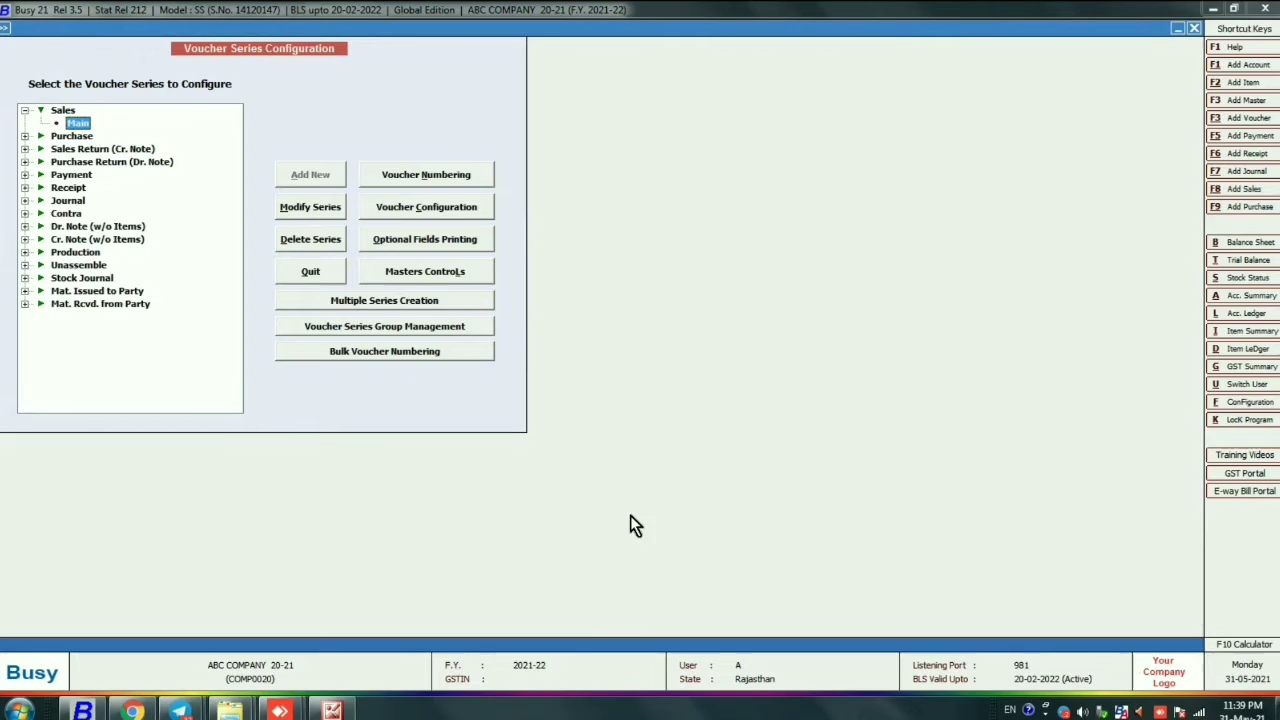 Busy 21 Rel 3.5 | Stat Rel 212 | Model : SS (S.No. 14120147) | BLS upto 20-02-2022 | Global Edition | ABC COMPANY 20-21 (F.Y. 2021-22)
>>
Voucher Series Configuration
Select the Voucher Series to Configure
Sales
Main
Purchase
Sales Return (Cr. Note)
Purchase Return (Dr. Note)
Payment
Receipt
Journal
Contra
Dr. Note (w/o Items)
Cr. Note (w/o Items)
Production
Unassemble
Stock Journal
Mat. Issued to Party
Mat. Rcvd. from Party
Add New
Voucher Numbering
Modify Series
Voucher Configuration
Delete Series
Optional Fields Printing
Quit
Masters Controls
Multiple Series Creation
Voucher Series Group Management
Bulk Voucher Numbering
Shortcut Keys
F1 Help
F1 Add Account
F2 Add Item
F3 Add Master
F3 Add Voucher
F5 Add Payment
F6 Add Receipt
F7 Add Journal
F8 Add Sales
F9 Add Purchase
B Balance Sheet
T Trial Balance
S Stock Status
A Acc. Summary
L Acc. Ledger
I Item Summary
D Item LeDger
G GST Summary
U Switch User
F ConFiguration
K LocK Program
Training Videos
GST Portal
E-way Bill Portal
F10 Calculator
Busy
ABC COMPANY 20-21
(COMP0020)
F.Y. : 2021-22
GSTIN :
User : A
State : Rajasthan
Listening Port : 981
BLS Valid Upto : 20-02-2022 (Active)
Your
Company
Logo
Monday
31-05-2021
EN
11:39 PM
31-May-21